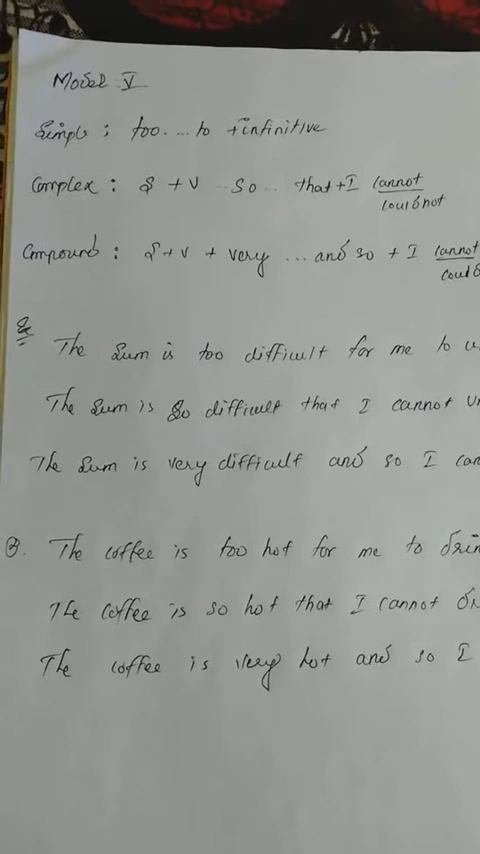 Model V
Simple : too .... to + infinitive
Complex : S + V .. So .. that + I cannot
could not
Compound : S + V + very ... and so + I cannot
could
Ex The Sum is too difficult for me to
The Sum is So difficult that I cannot
The Sum is very difficult and so I can
2. The coffee is too hot for me to drin
The coffee is so hot that I cannot
The coffee is very hot and so I